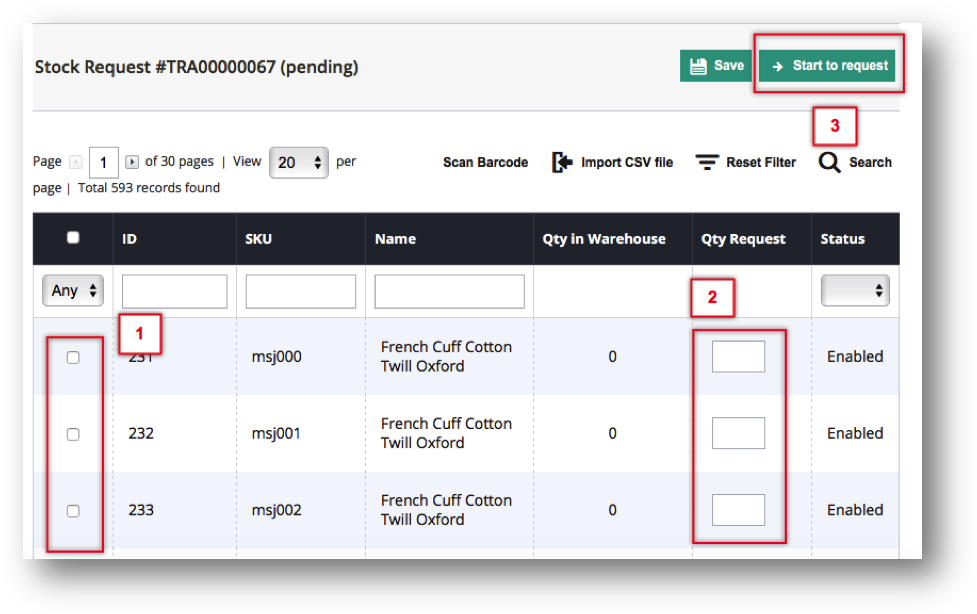 Stock Request #TRA00000067 (pending)
Save
Start to request
3
Page 1 of 30 pages | View 20 per
page | Total 593 records found
Scan Barcode
Import CSV file
Reset Filter
Search
ID SKU Name Qty in Warehouse Qty Request Status
Any
1
2
231 msj000 French Cuff Cotton 0 Enabled
Twill Oxford
232 msj001 French Cuff Cotton 0 Enabled
Twill Oxford
233 msj002 French Cuff Cotton 0 Enabled
Twill Oxford